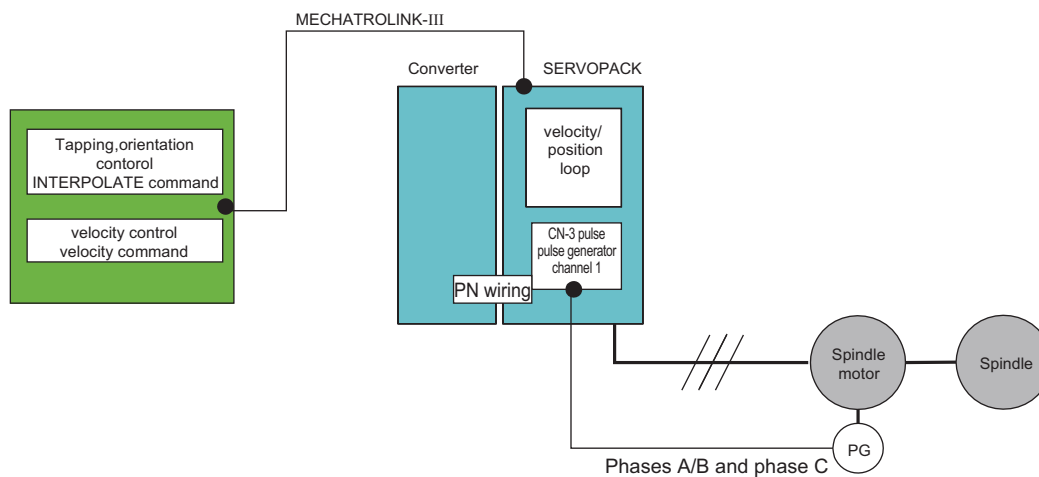 MECHATROLINK-III
Converter
SERVOPACK
Tapping,orientation
contorol
INTERPOLATE command
velocity control
velocity command
velocity/
position
loop
CN-3 pulse
pulse generator
channel 1
PN wiring
Spindle
motor
Spindle
PG
Phases A/B and phase C